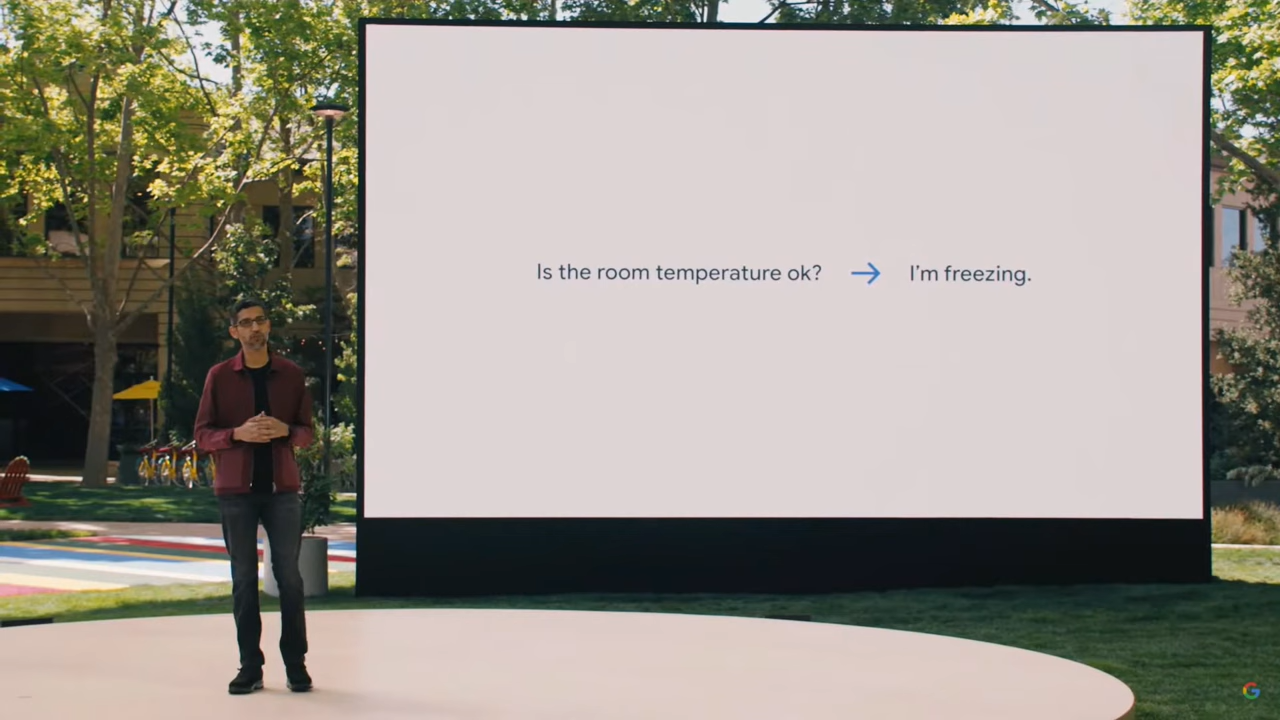 Is the room temperature ok? → I'm freezing.